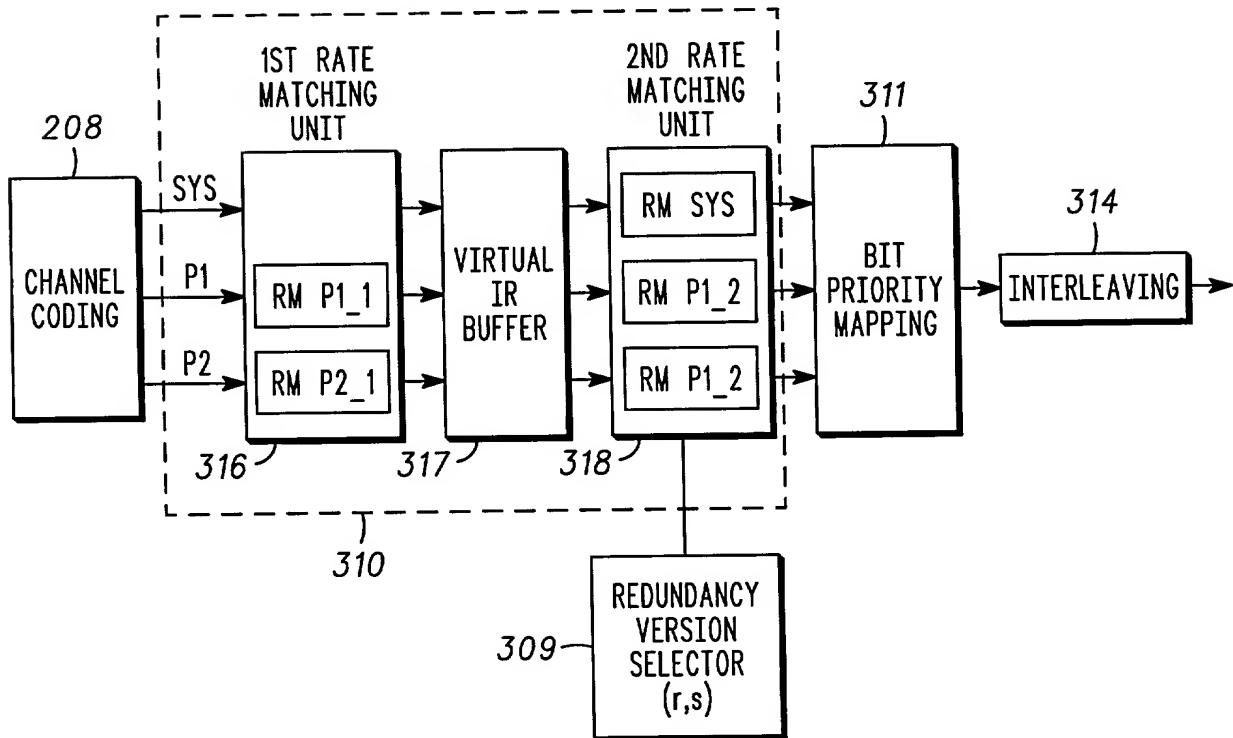 1ST RATE
MATCHING
UNIT
2ND RATE
MATCHING
UNIT
208
311
SYS
RM SYS
314
CHANNEL
CODING
P1
RM P1_1
VIRTUAL
IR
BUFFER
RM P1_2
BIT
PRIORITY
MAPPING
INTERLEAVING
P2
RM P2_1
RM P1_2
316
317
318
310
309
REDUNDANCY
VERSION
SELECTOR
(r,s)